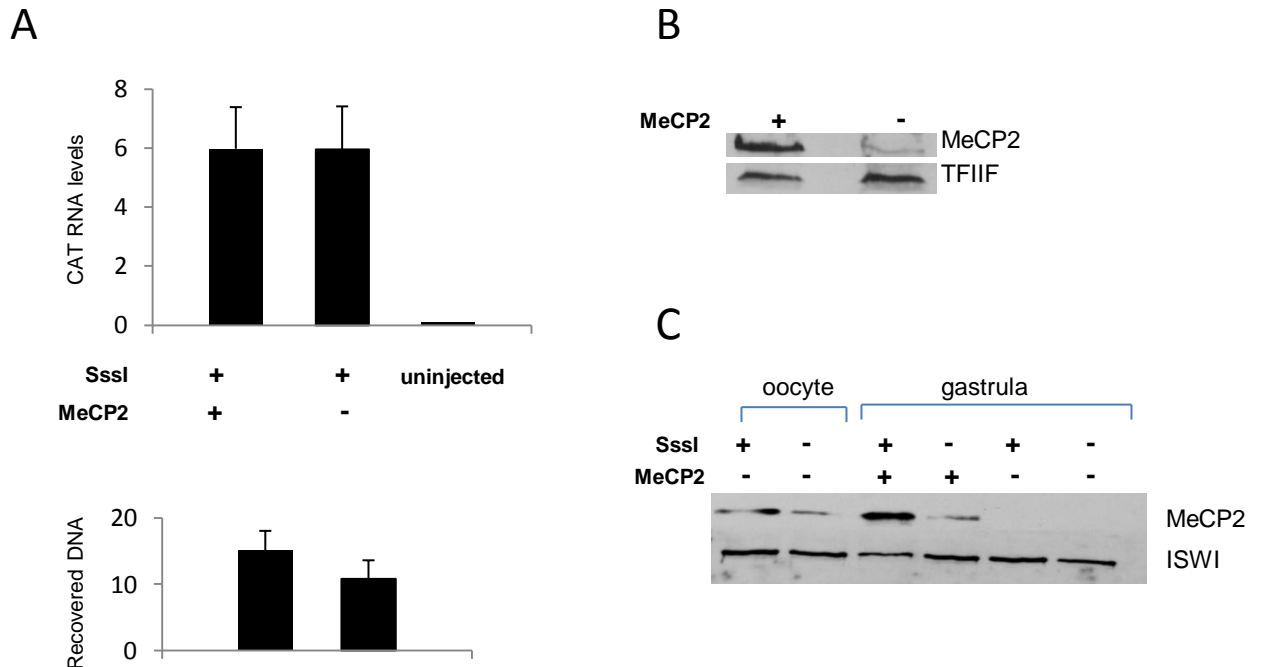 A
CAT RNA levels
8
6
4
2
0
SssI + + uninjected
MeCP2 + -
Recovered DNA
20
10
0
B
MeCP2 + -
MeCP2
TFIIF
C
oocyte gastrula
SssI + - + - + -
MeCP2 - - + + - -
MeCP2
ISWI